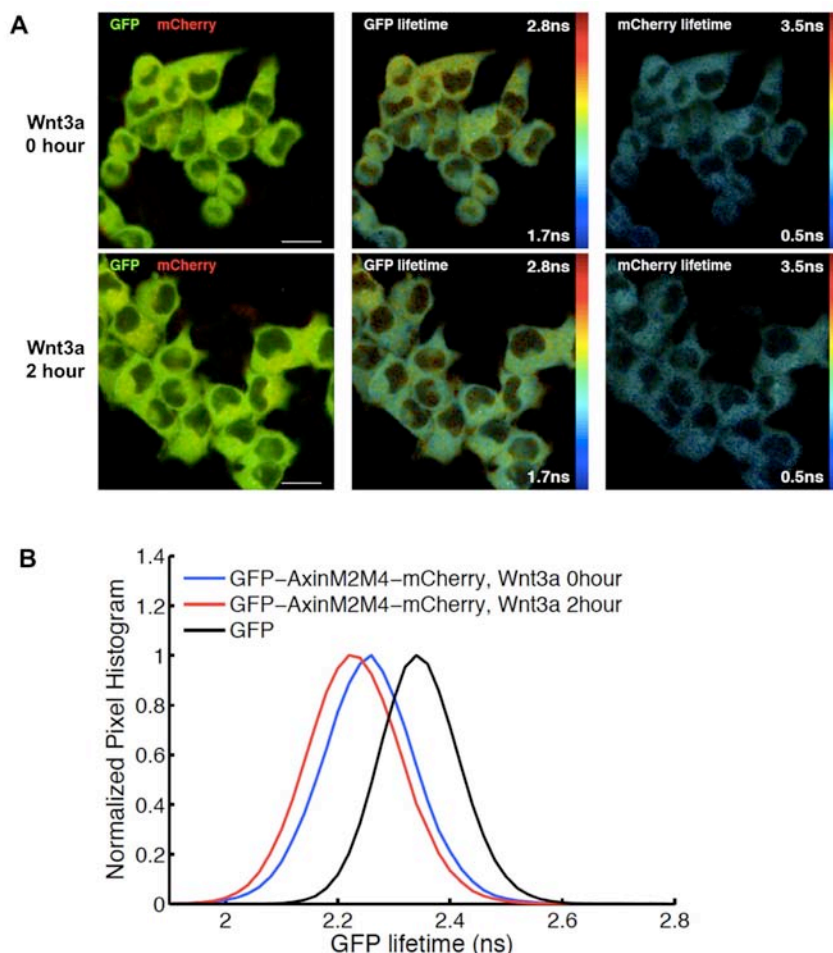 A
GFP mCherry
GFP lifetime
2.8ns
mCherry lifetime
3.5ns
Wnt3a
0 hour
1.7ns
0.5ns
GFP mCherry
GFP lifetime
2.8ns
mCherry lifetime
3.5ns
Wnt3a
2 hour
1.7ns
0.5ns
B
1.4
1.2
1
0.8
0.6
0.4
0.2
0
Normalized Pixel Histogram
GFP–AxinM2M4–mCherry, Wnt3a 0hour
GFP–AxinM2M4–mCherry, Wnt3a 2hour
GFP
2 2.2 2.4 2.6 2.8
GFP lifetime (ns)